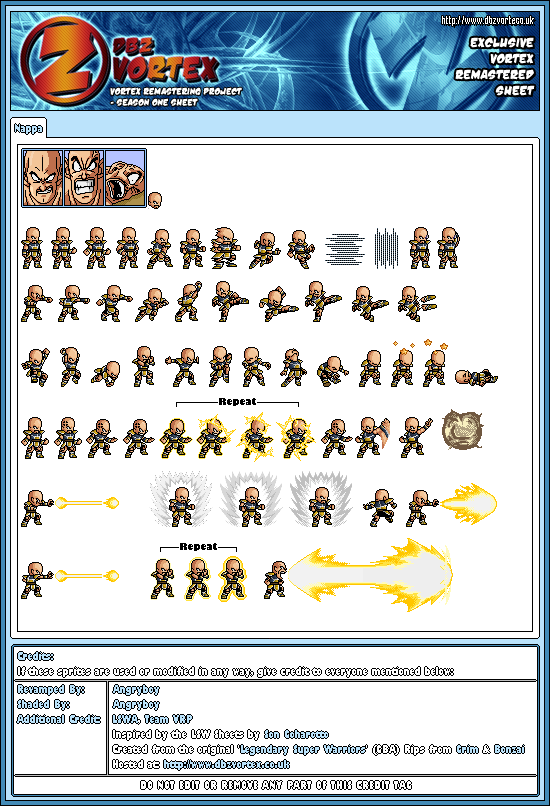 http://www.dbzvortex.co.uk
DBZ
VORTEX
VORTEX REMASTERING PROJECT
- SEASON ONE SHEET
EXCLUSIVE
VORTEX
REMASTERED
SHEET
Nappa
Repeat
Repeat
Credits:
If these sprites are used or modified in any way, give credit to everyone mentioned below:
Revamped By: Angryboy
Shaded By: Angryboy
Additional Credit: LSWA, Team VRP
Inspired by the LSW Sheets by Son Goharotto
Created from the original 'Legendary Super Warriors' (GBA) Rips from Grim & Bonzai
Hosted at: http://www.dbzvortex.co.uk
DO NOT EDIT OR REMOVE ANY PART OF THIS CREDIT TAG